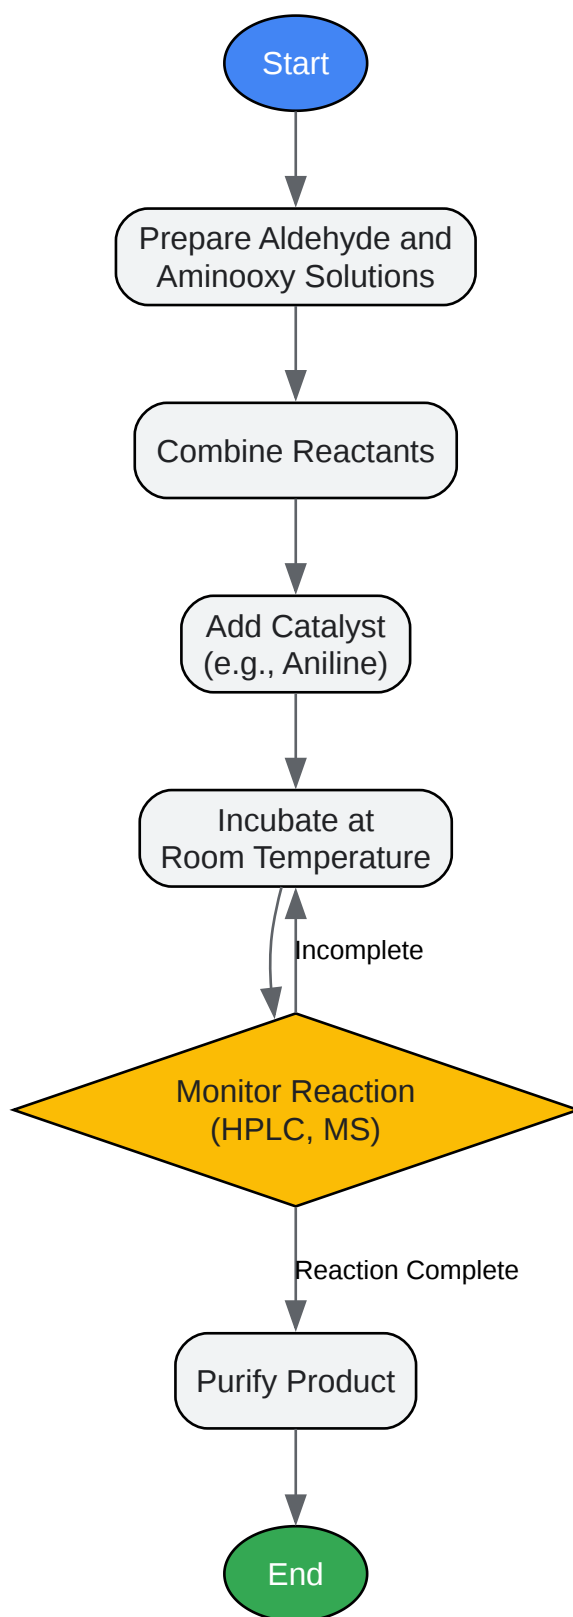 Start
Prepare Aldehyde and
Aminooxy Solutions
Combine Reactants
Add Catalyst
(e.g., Aniline)
Incubate at
Room Temperature
Incomplete
Monitor Reaction
(HPLC, MS)
Reaction Complete
Purify Product
End